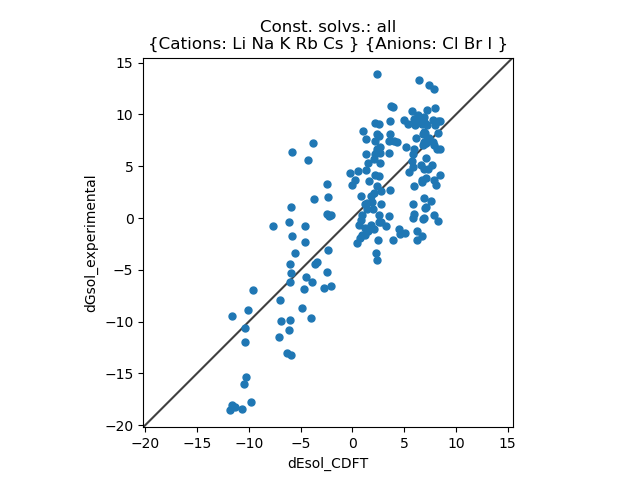 Const. solvs.: all
{Cations: Li Na K Rb Cs } {Anions: Cl Br I }
15
10
5
0
−5
−10
−15
−20
dGsol_experimental
−20 −15 −10 −5 0 5 10 15
dEsol_CDFT